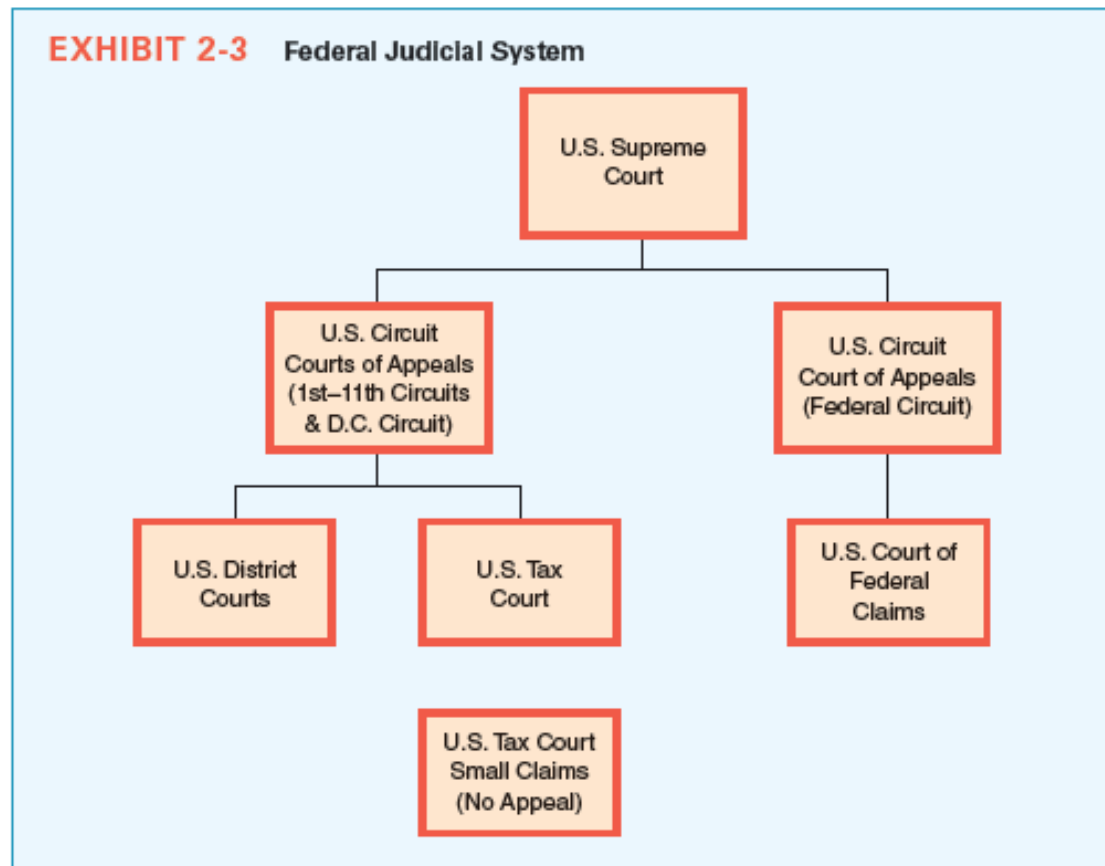 EXHIBIT 2-3 Federal Judicial System
U.S. Supreme
Court
U.S. Circuit
Courts of Appeals
(1st–11th Circuits
& D.C. Circuit)
U.S. Circuit
Court of Appeals
(Federal Circuit)
U.S. District
Courts
U.S. Tax
Court
U.S. Court of
Federal
Claims
U.S. Tax Court
Small Claims
(No Appeal)